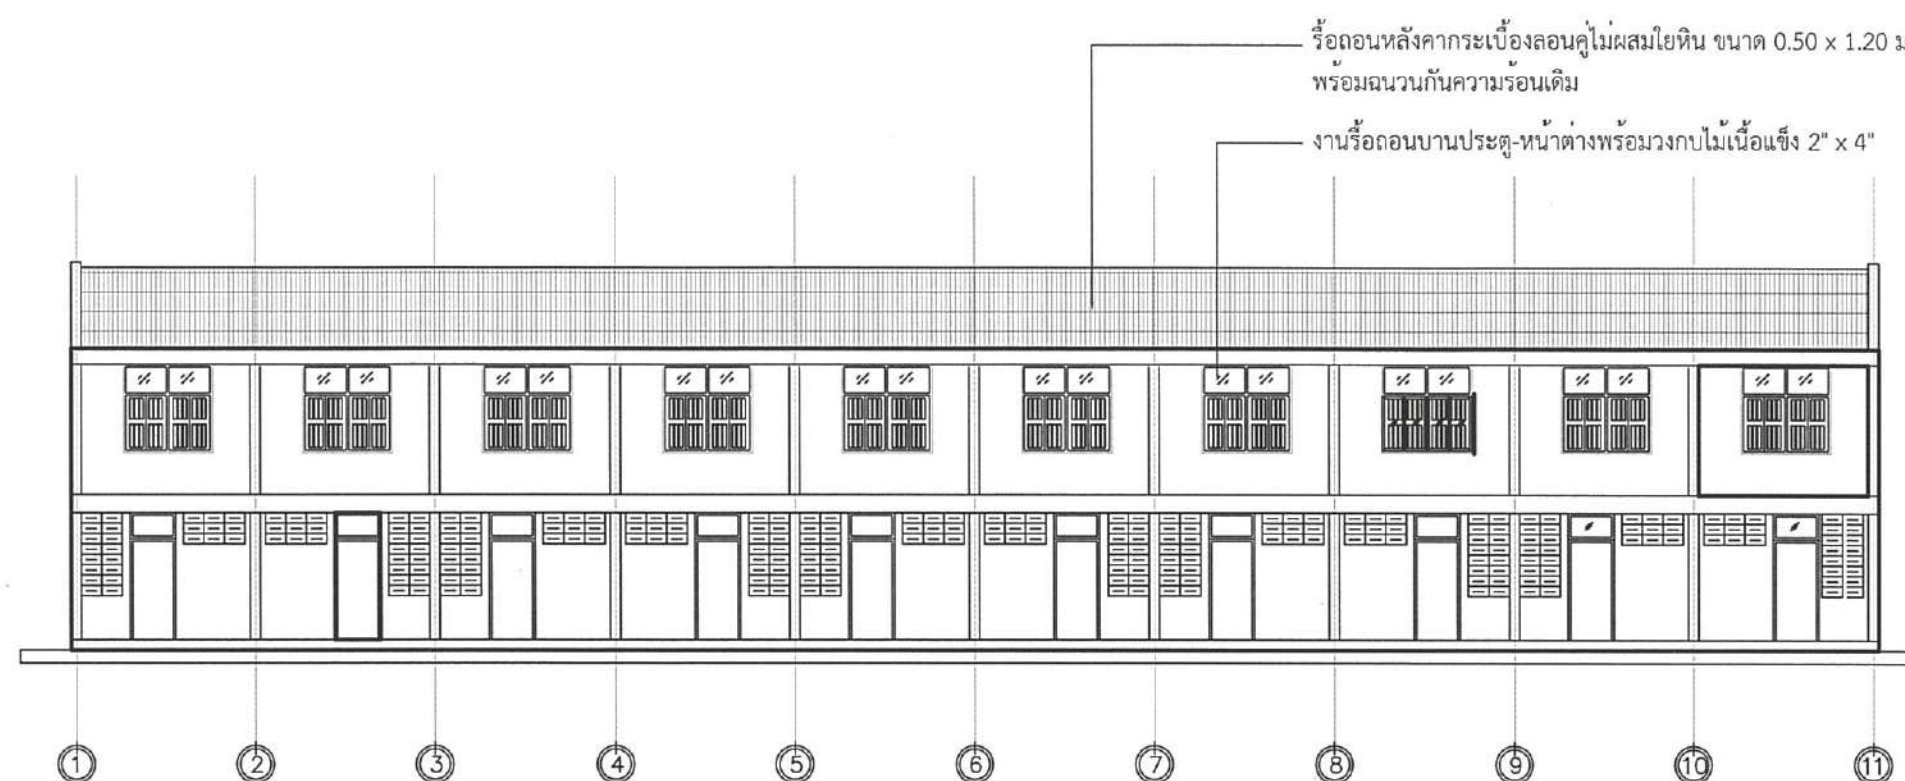 รื้อถอนหลังคากระเบื้องลอนคู่ไม่ผสมใยหิน ขนาด 0.50 x 1.20 ม
พร้อมฉนวนกันความร้อนเดิม
งานรื้อถอนบานประตู-หน้าต่างพร้อมวงกบไม้เนื้อแข็ง 2" x 4"
1 2 3 4 5 6 7 8 9 10 11